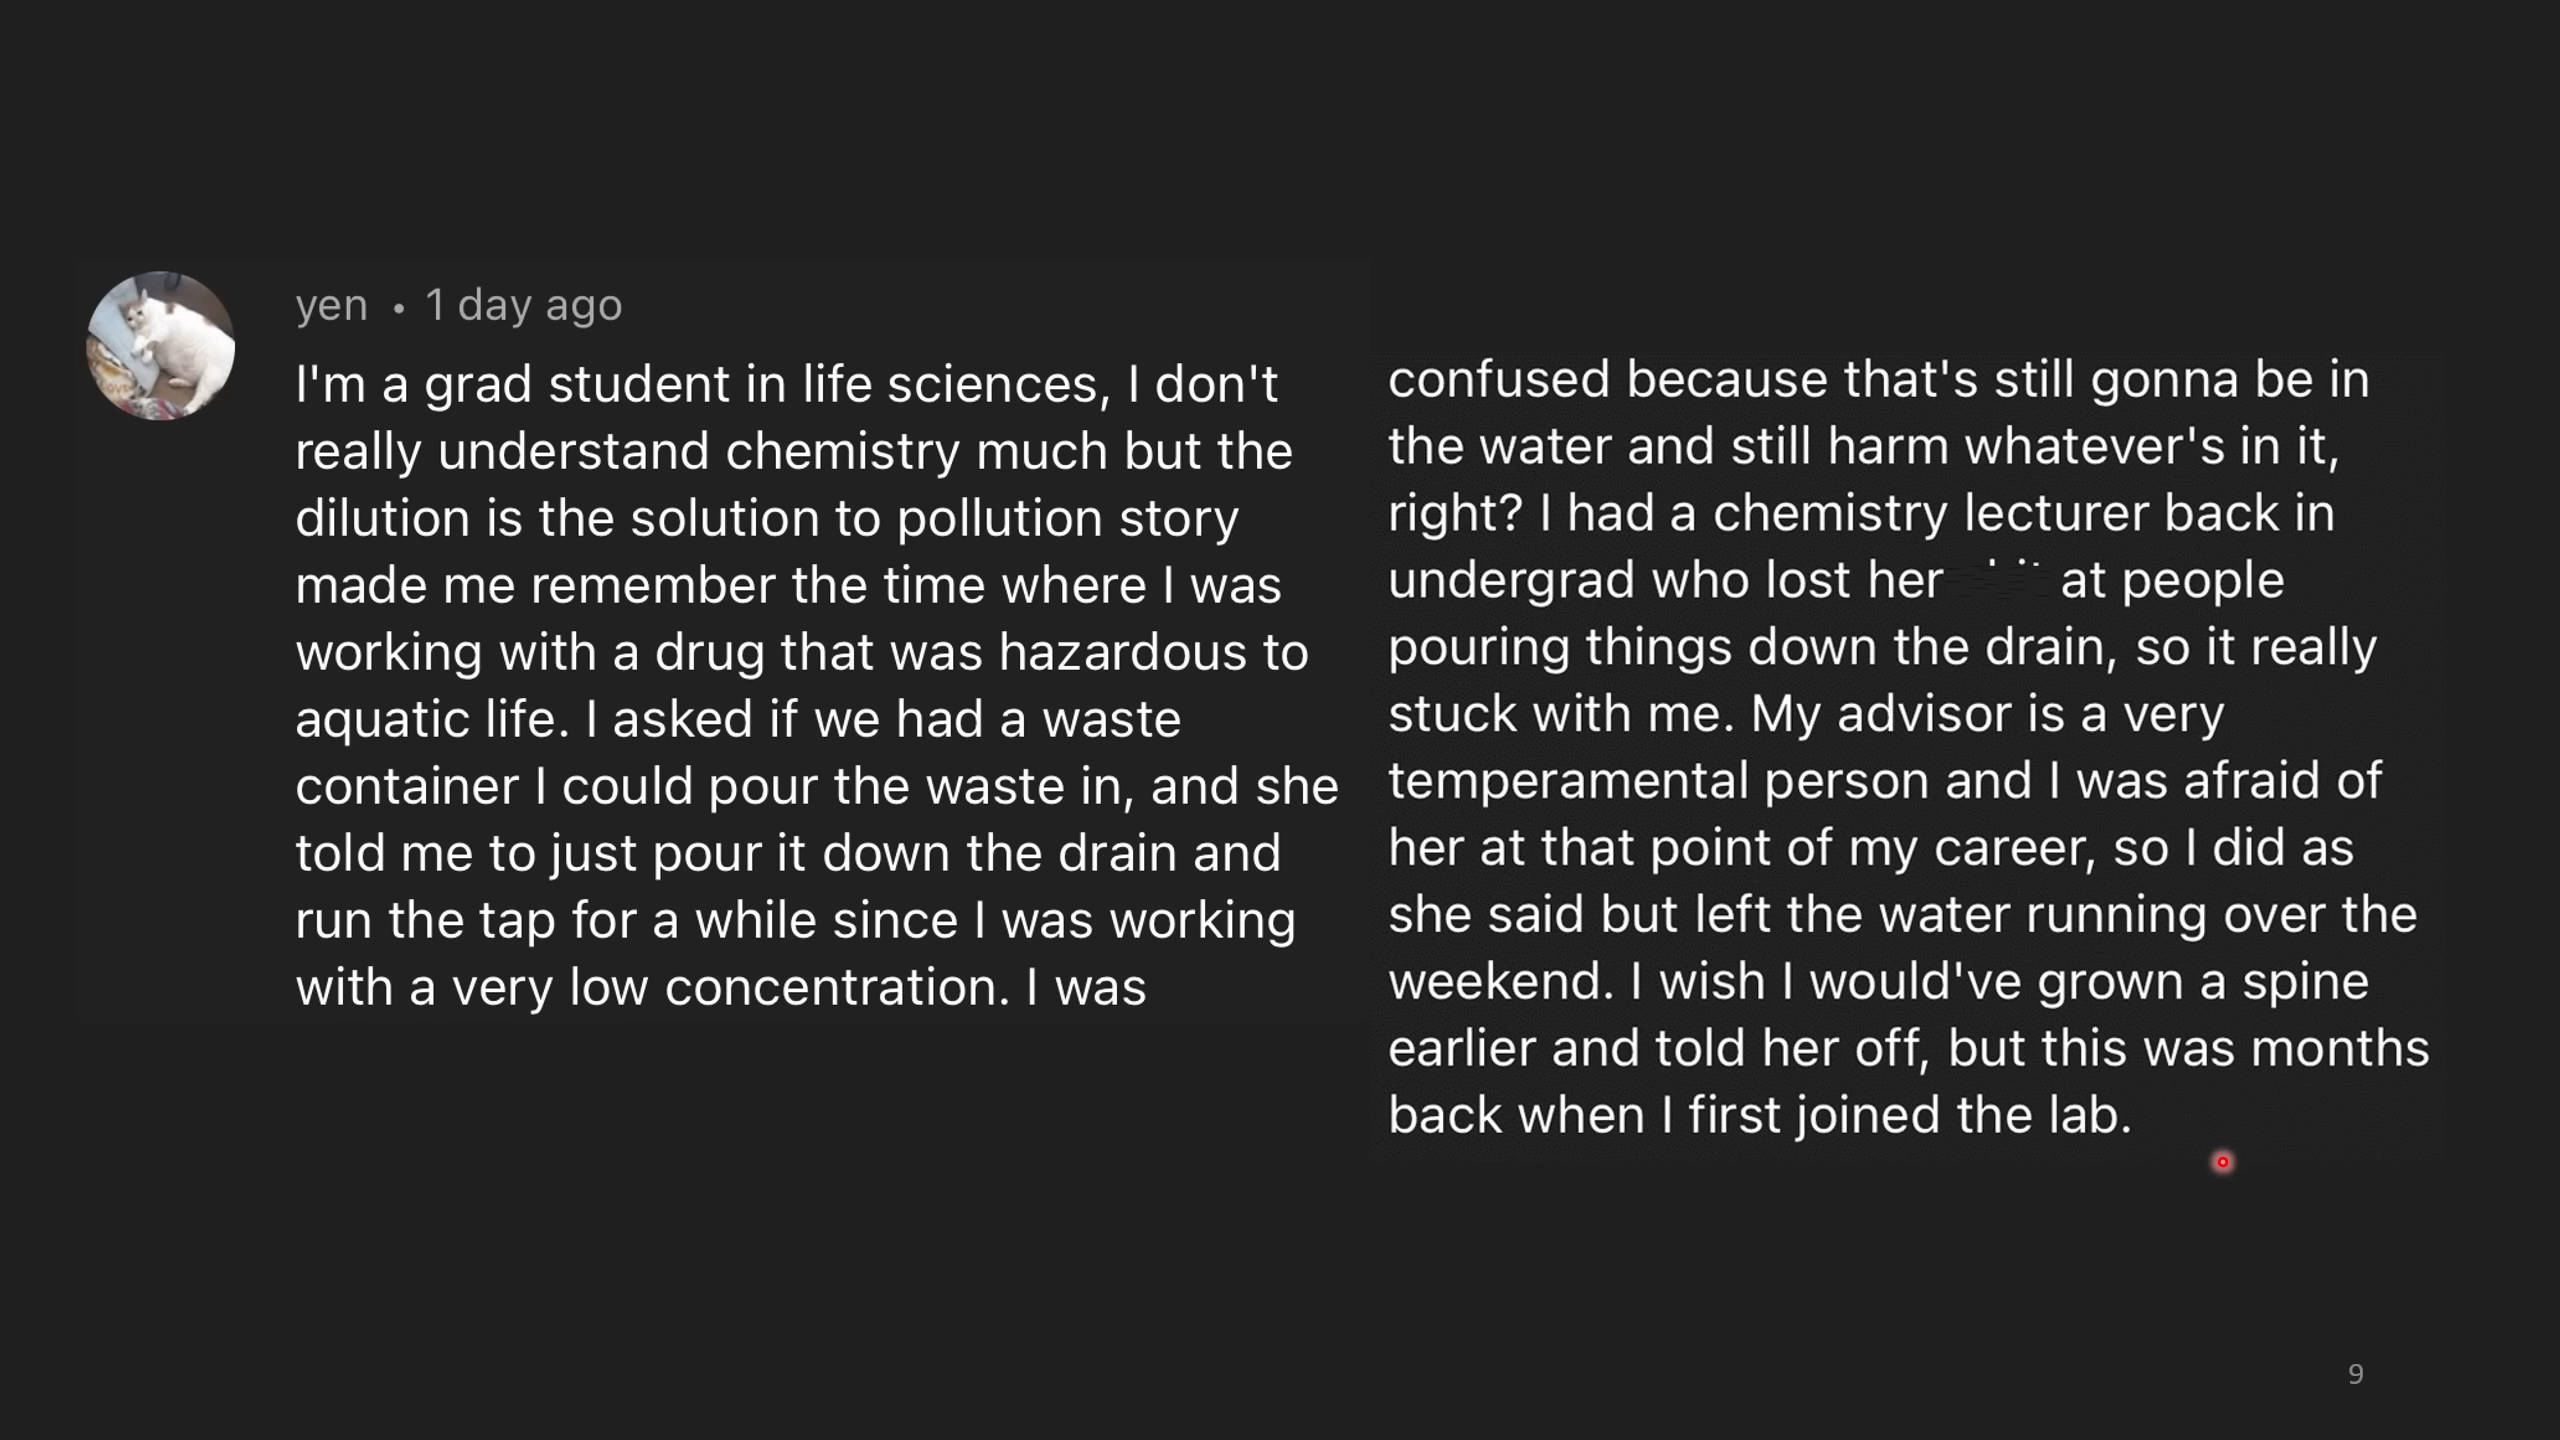 yen • 1 day ago
I'm a grad student in life sciences, I don't
really understand chemistry much but the
dilution is the solution to pollution story
made me remember the time where I was
working with a drug that was hazardous to
aquatic life. I asked if we had a waste
container I could pour the waste in, and she
told me to just pour it down the drain and
run the tap for a while since I was working
with a very low concentration. I was
confused because that's still gonna be in
the water and still harm whatever's in it,
right? I had a chemistry lecturer back in
undergrad who lost her at people
pouring things down the drain, so it really
stuck with me. My advisor is a very
temperamental person and I was afraid of
her at that point of my career, so I did as
she said but left the water running over the
weekend. I wish I would've grown a spine
earlier and told her off, but this was months
back when I first joined the lab.
9